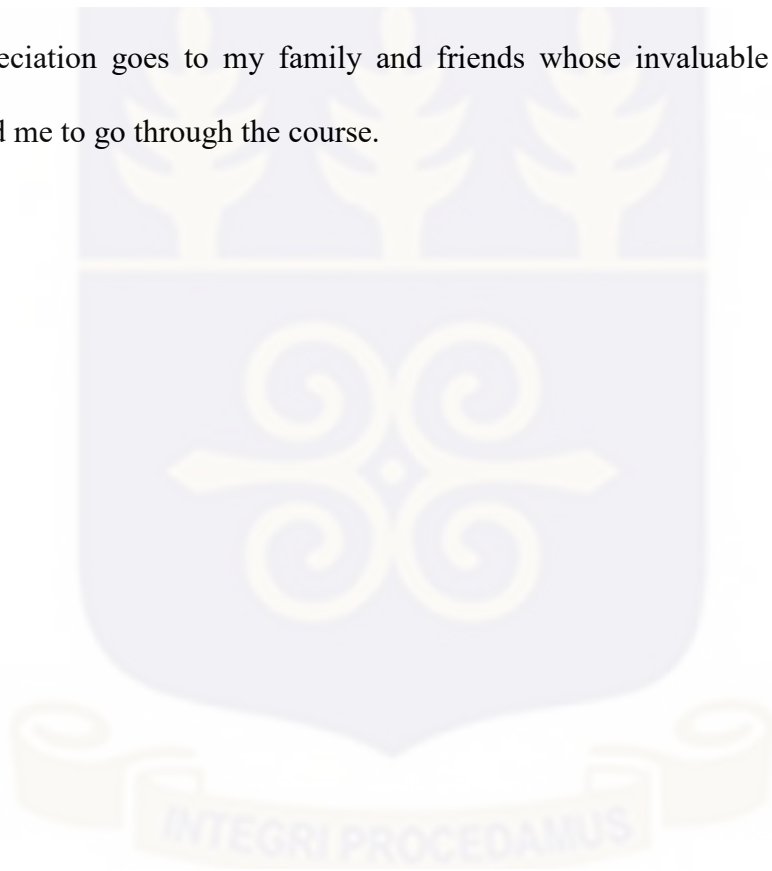 eciation goes to my family and friends whose invaluable
d me to go through the course.
INTEGRI PROCEDAMUS